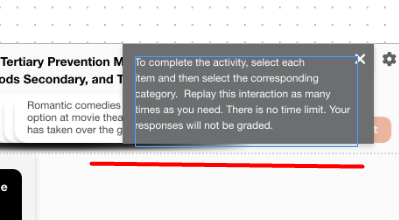 Tertiary Prevention M
ods Secondary, and T
To complete the activity, select each
item and then select the corresponding
category. Replay this interaction as many
times as you need. There is no time limit. Your
responses will not be graded.
Romantic comedies
option at movie thea
has taken over the g
t
e